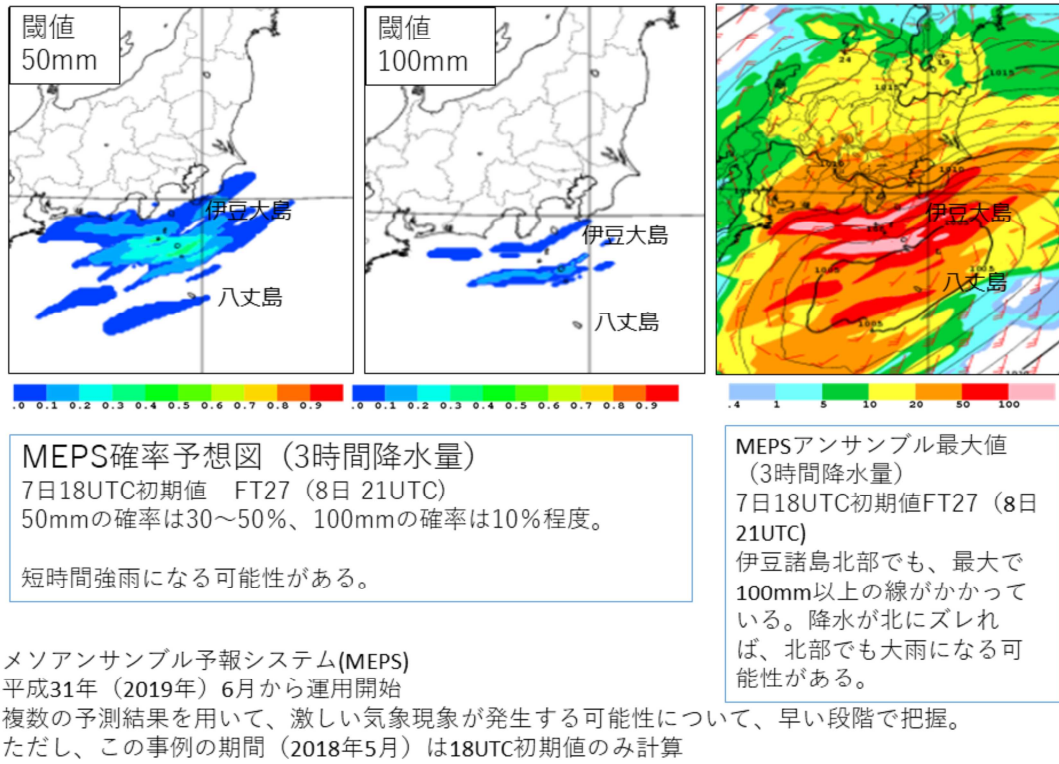 閾値
50mm
伊豆大島
八丈島
閾値
100mm
伊豆大島
八丈島
24
19
1015
1015
1010
1010
伊豆大島
1005
1005
八丈島
1005
.0 0.1 0.2 0.3 0.4 0.5 0.6 0.7 0.8 0.9
.0 0.1 0.2 0.3 0.4 0.5 0.6 0.7 0.8 0.9
.4 1 5 10 20 50 100
MEPS確率予想図（3時間降水量）
7日18UTC初期値　FT27（8日 21UTC）
50mmの確率は30～50%、100mmの確率は10%程度。
短時間強雨になる可能性がある。
MEPSアンサンブル最大値
（3時間降水量）
7日18UTC初期値FT27（8日
21UTC)
伊豆諸島北部でも、最大で
100mm以上の線がかかって
いる。降水が北にズレれ
ば、北部でも大雨になる可
能性がある。
メソアンサンブル予報システム(MEPS)
平成31年（2019年）6月から運用開始
複数の予測結果を用いて、激しい気象現象が発生する可能性について、早い段階で把握。
ただし、この事例の期間（2018年5月）は18UTC初期値のみ計算